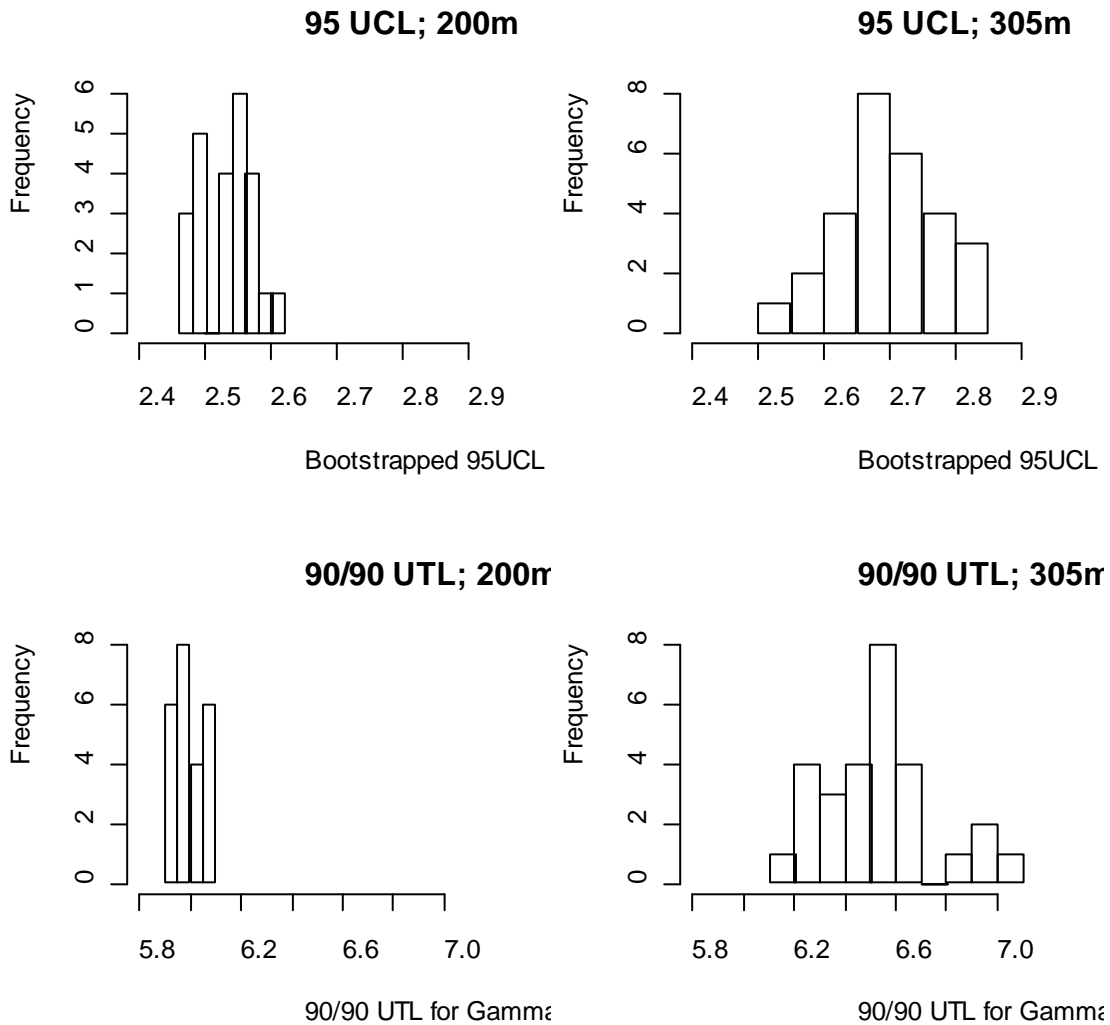 95 UCL; 200m
Frequency
0 1 2 3 4 5 6
2.4 2.5 2.6 2.7 2.8 2.9
Bootstrapped 95UCL
95 UCL; 305m
Frequency
0 2 4 6 8
2.4 2.5 2.6 2.7 2.8 2.9
Bootstrapped 95UCL
90/90 UTL; 200m
Frequency
0 2 4 6 8
5.8 6.2 6.6 7.0
90/90 UTL for Gamma
90/90 UTL; 305m
Frequency
0 2 4 6 8
5.8 6.2 6.6 7.0
90/90 UTL for Gamma